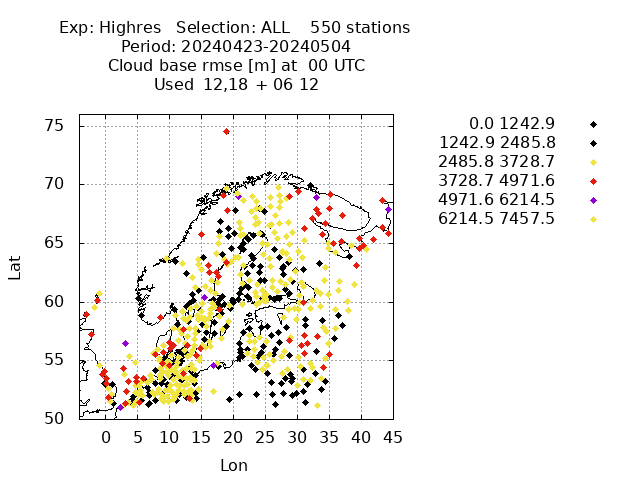 Exp: Highres   Selection: ALL    550 stations
Period: 20240423-20240504
Cloud base rmse [m] at  00 UTC
Used  12,18  + 06 12
0.0 1242.9
1242.9 2485.8
2485.8 3728.7
3728.7 4971.6
4971.6 6214.5
6214.5 7457.5
75
70
65
60
55
50
Lat
0 5 10 15 20 25 30 35 40 45
Lon